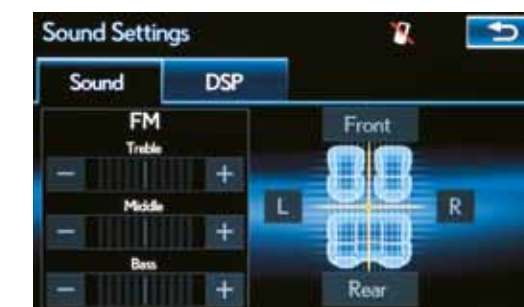 Sound Settings
Sound DSP
FM
Treble
− +
Middle
− +
Bass
− +
Front
L R
Rear